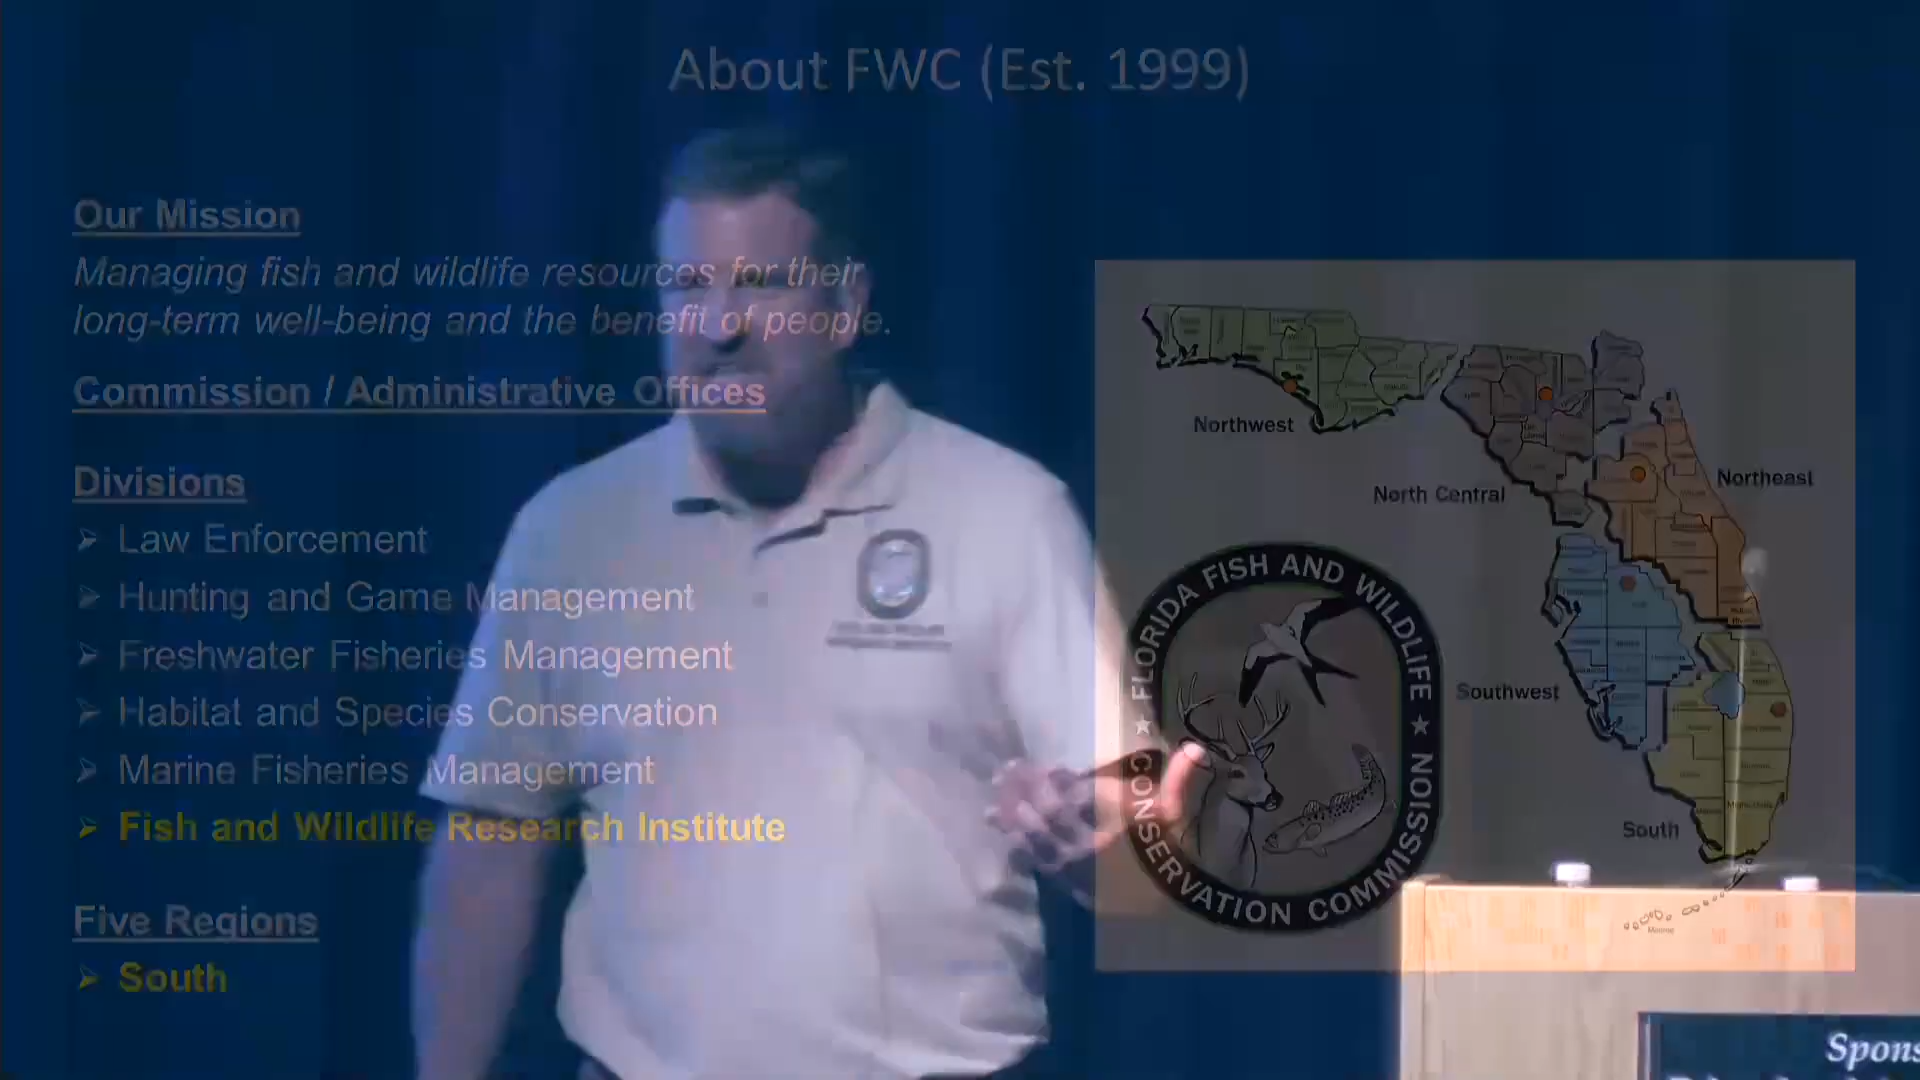 About FWC (Est. 1999)
Our Mission
Managing fish and wildlife resources for their
long-term well-being and the benefit of people.
Commission / Administrative Offices
Divisions
➢ Law Enforcement
➢ Hunting and Game Management
➢ Freshwater Fisheries Management
➢ Habitat and Species Conservation
➢ Marine Fisheries Management
➢ Fish and Wildlife Research Institute
Five Regions
➢ South
Northwest
North Central
Northeast
Southwest
South
Monroe
★ FLORIDA FISH AND WILDLIFE ★
CONSERVATION COMMISSION